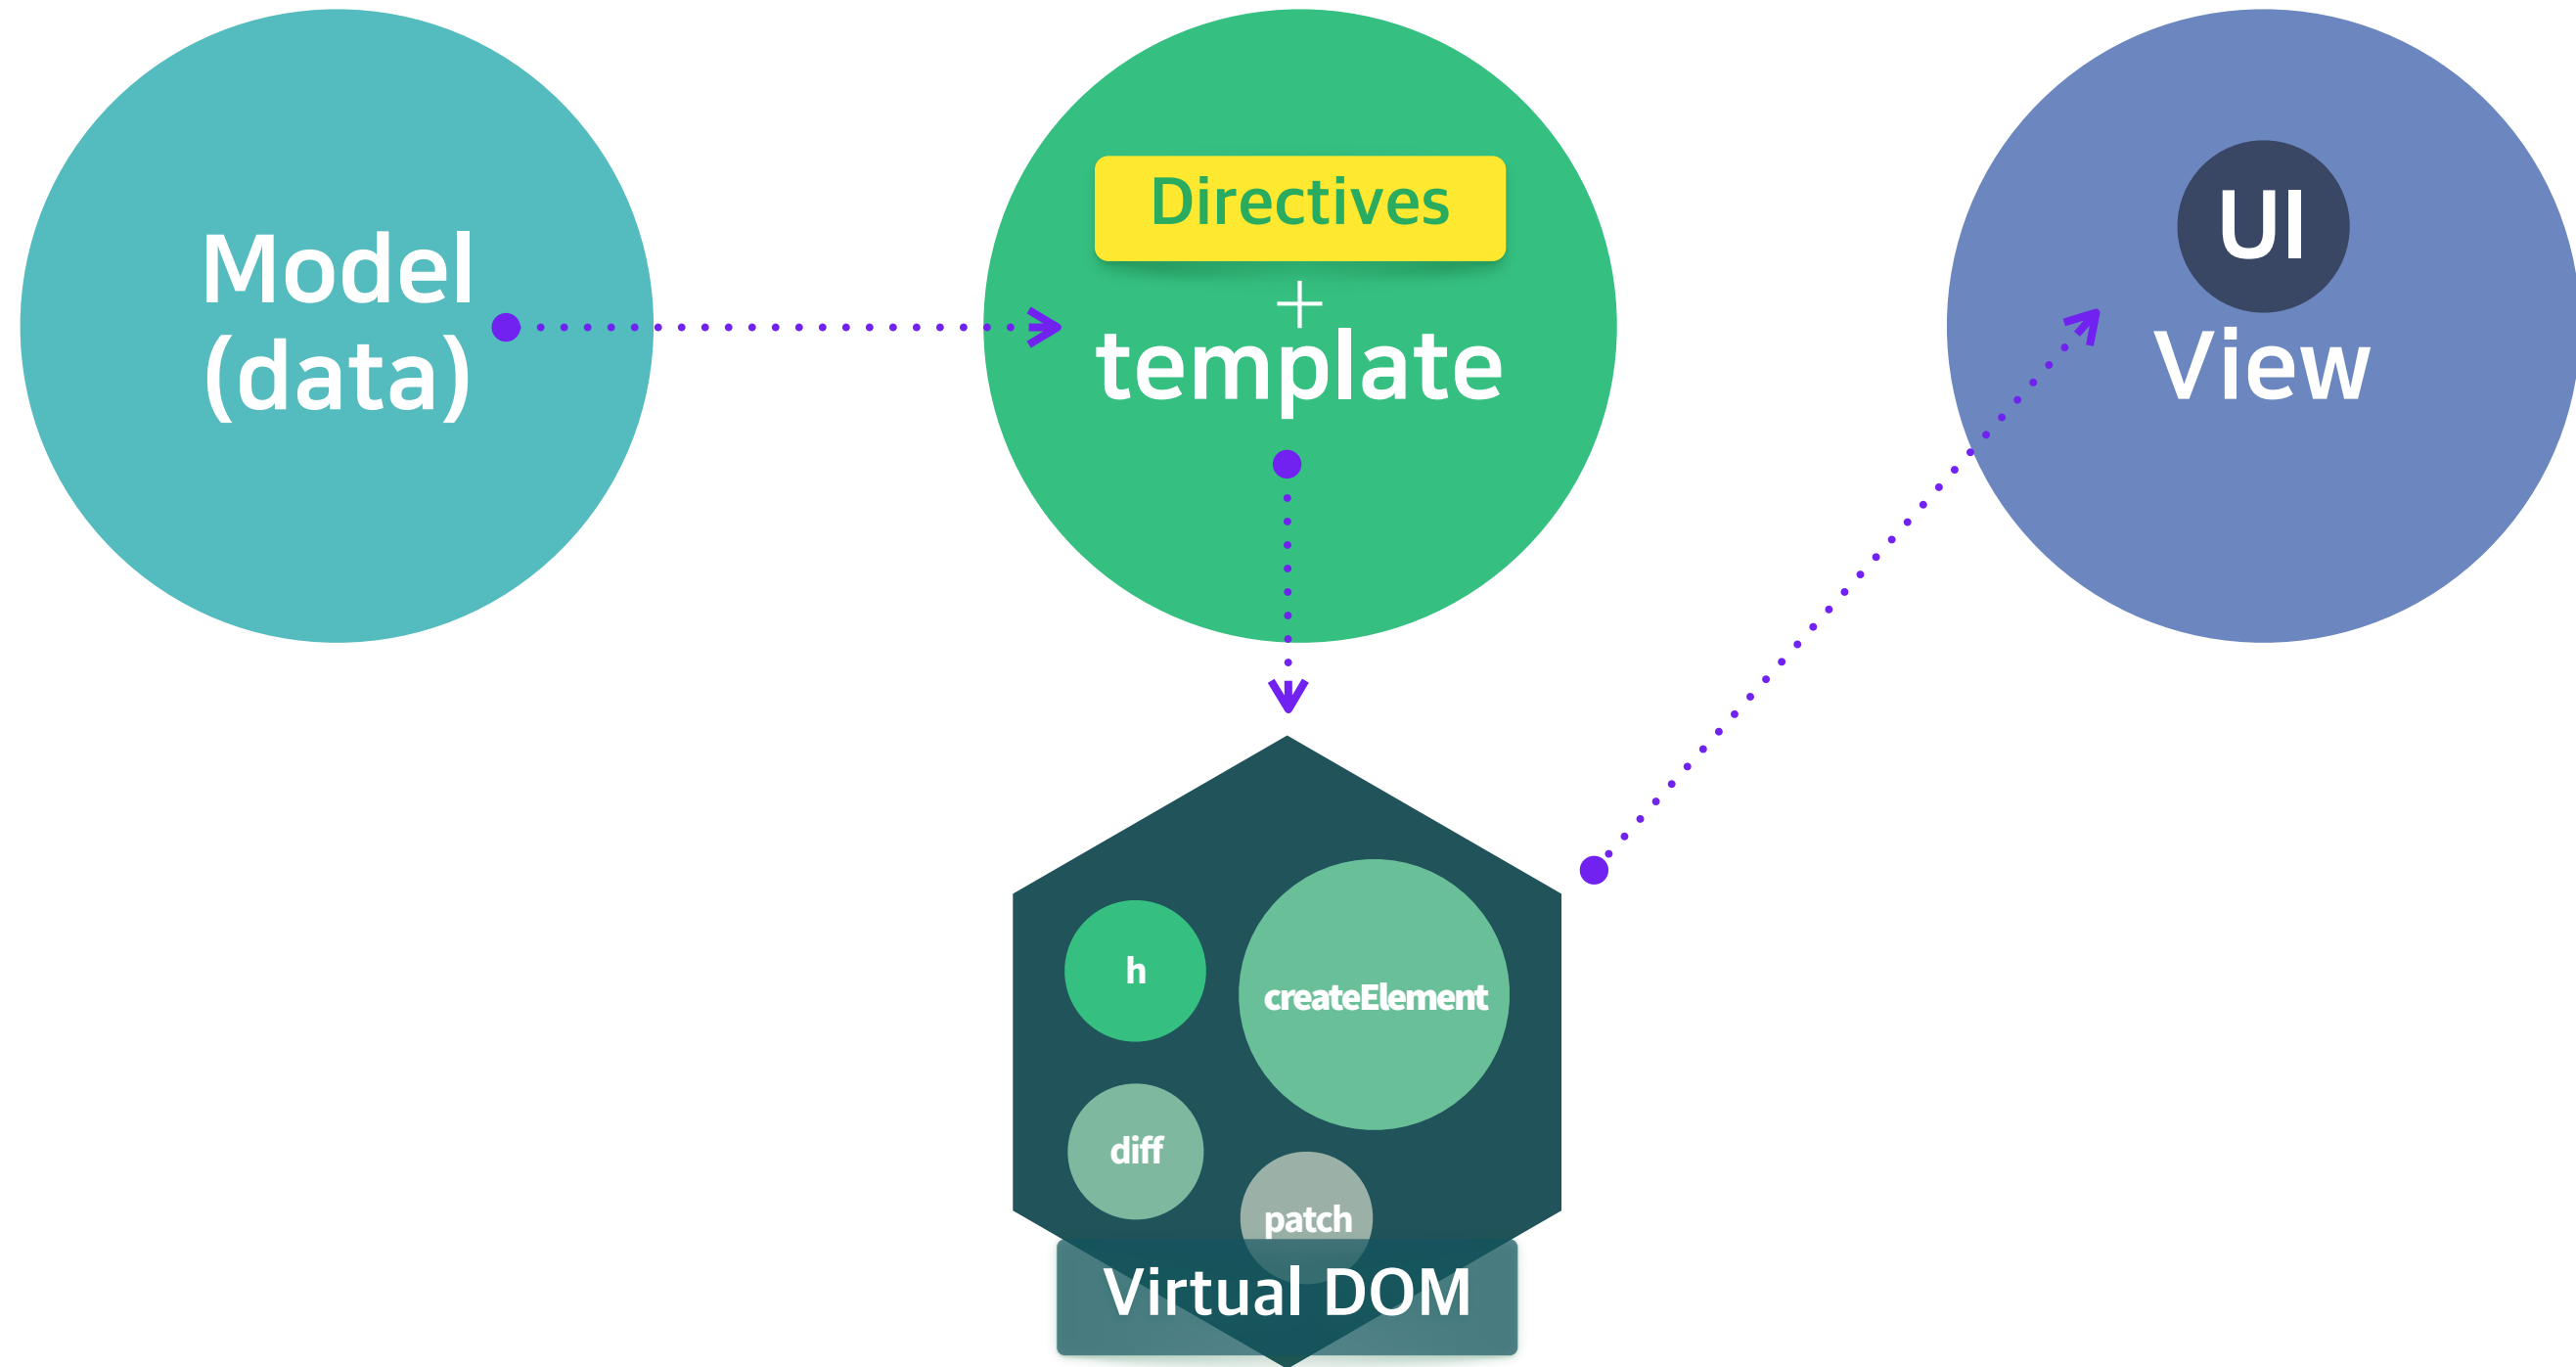 Model
(data)
Directives
+
template
UI
View
h
createElement
diff
patch
Virtual DOM